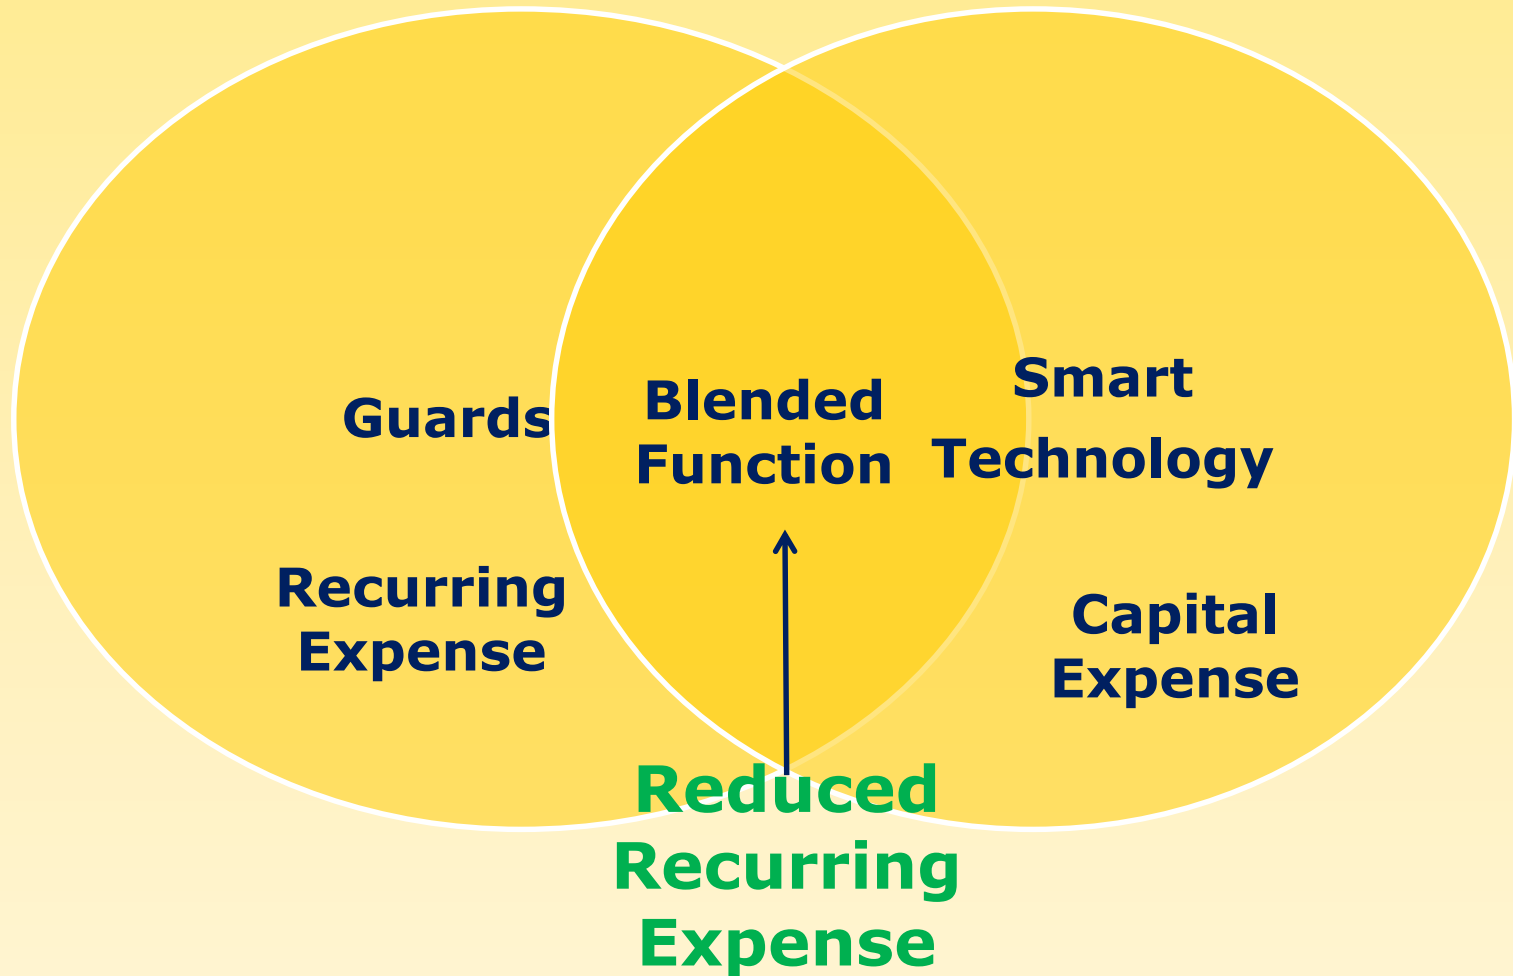 Guards
Recurring
Expense
Blended
Function
Smart
Technology
Capital
Expense
Reduced
Recurring
Expense